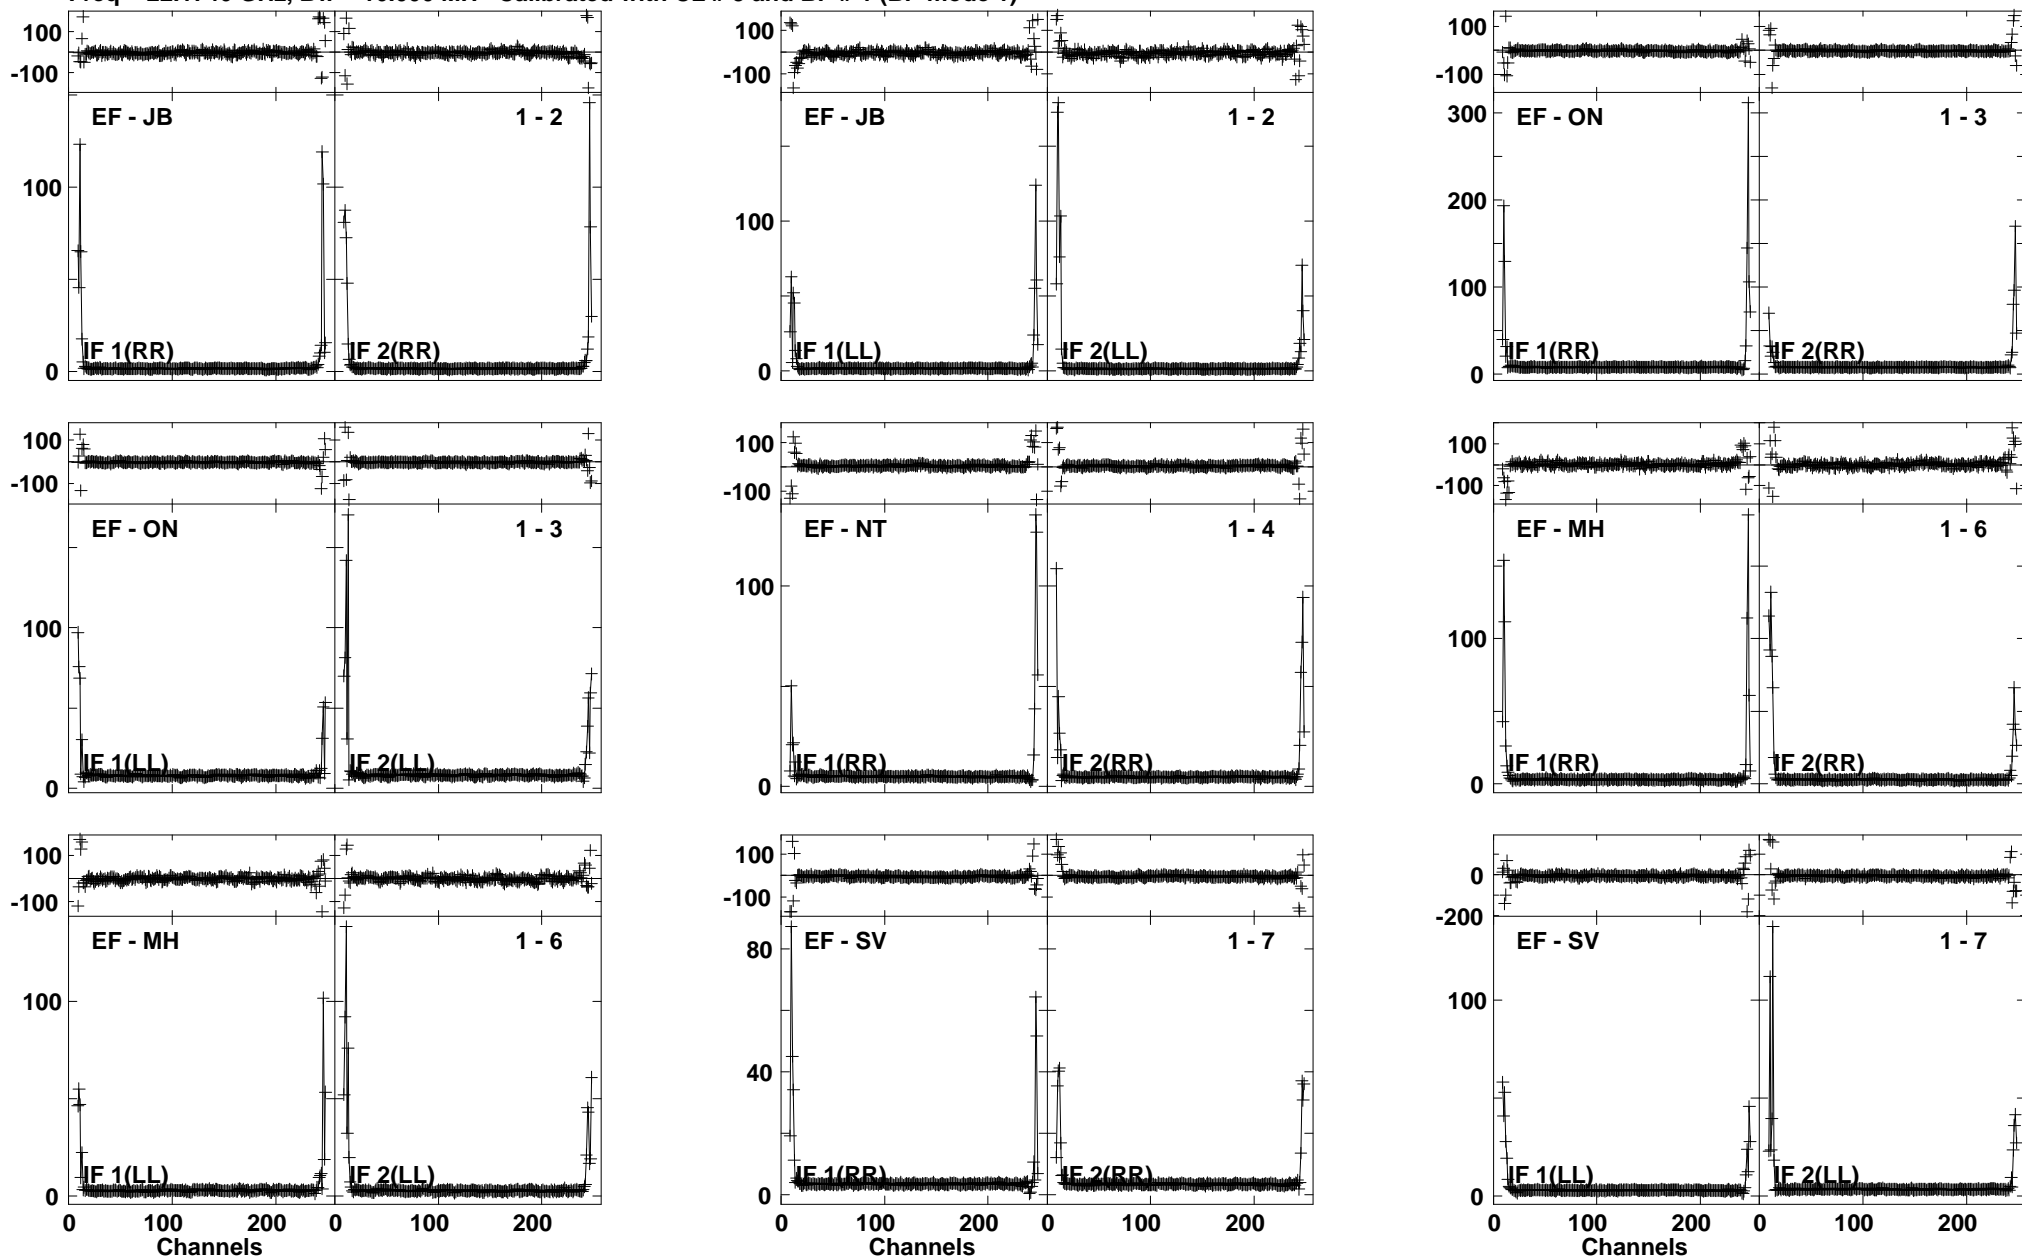 100 100 100
-100 -100 -100
EF - JB 1 - 2 EF - JB 1 - 2 EF - ON 1 - 3
300
100 100 200
100
IF 1(RR) IF 2(RR) IF 1(LL) IF 2(LL) IF 1(RR) IF 2(RR)
0 0 0
100 100 100
-100 -100 -100
EF - ON 1 - 3 EF - NT 1 - 4 EF - MH 1 - 6
100 100 100
IF 1(LL) IF 2(LL) IF 1(RR) IF 2(RR) IF 1(RR) IF 2(RR)
0 0 0
100 100 0
-100 -100 -200
EF - MH 1 - 6 EF - SV 1 - 7 EF - SV 1 - 7
80
100 40 100
IF 1(LL) IF 2(LL) IF 1(RR) IF 2(RR) IF 1(LL) IF 2(LL)
0 0 0
0 100 200 0 100 200 0 100 200 0 100 200 0 100 200 0 100 200
Channels Channels Channels